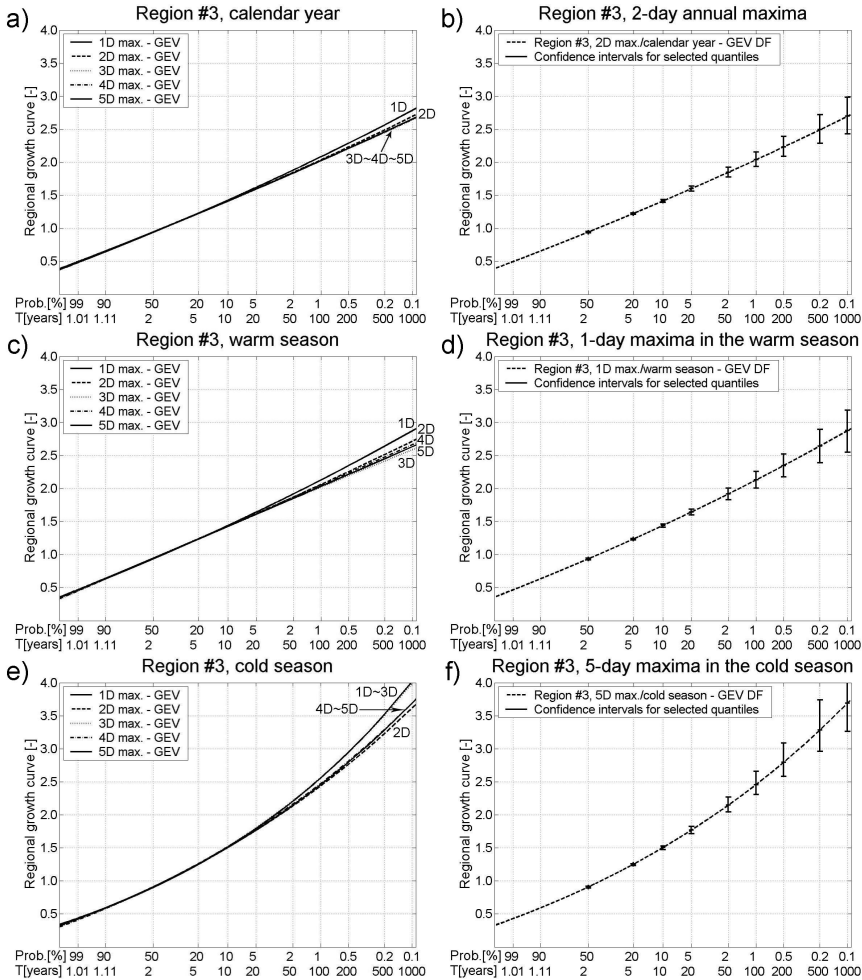 a)
Region #3, calendar year
4.0
3.5
3.0
2.5
2.0
1.5
1.0
0.5
Regional growth curve [-]
1D max. - GEV
2D max. - GEV
3D max. - GEV
4D max. - GEV
5D max. - GEV
1D
2D
3D~4D~5D
Prob.[%] 99 90 50 20 10 5 2 1 0.5 0.2 0.1
T[years] 1.01 1.11 2 5 10 20 50 100 200 500 1000
b)
Region #3, 2-day annual maxima
4.0
3.5
3.0
2.5
2.0
1.5
1.0
0.5
Regional growth curve [-]
Region #3, 2D max./calendar year - GEV DF
Confidence intervals for selected quantiles
Prob.[%] 99 90 50 20 10 5 2 1 0.5 0.2 0.1
T[years] 1.01 1.11 2 5 10 20 50 100 200 500 1000
c)
Region #3, warm season
4.0
3.5
3.0
2.5
2.0
1.5
1.0
0.5
Regional growth curve [-]
1D max. - GEV
2D max. - GEV
3D max. - GEV
4D max. - GEV
5D max. - GEV
1D
2D
4D
5D
3D
Prob.[%] 99 90 50 20 10 5 2 1 0.5 0.2 0.1
T[years] 1.01 1.11 2 5 10 20 50 100 200 500 1000
d)
Region #3, 1-day maxima in the warm season
4.0
3.5
3.0
2.5
2.0
1.5
1.0
0.5
Regional growth curve [-]
Region #3, 1D max./warm season - GEV DF
Confidence intervals for selected quantiles
Prob.[%] 99 90 50 20 10 5 2 1 0.5 0.2 0.1
T[years] 1.01 1.11 2 5 10 20 50 100 200 500 1000
e)
Region #3, cold season
4.0
3.5
3.0
2.5
2.0
1.5
1.0
0.5
Regional growth curve [-]
1D max. - GEV
2D max. - GEV
3D max. - GEV
4D max. - GEV
5D max. - GEV
1D~3D
4D~5D
2D
Prob.[%] 99 90 50 20 10 5 2 1 0.5 0.2 0.1
T[years] 1.01 1.11 2 5 10 20 50 100 200 500 1000
f)
Region #3, 5-day maxima in the cold season
4.0
3.5
3.0
2.5
2.0
1.5
1.0
0.5
Regional growth curve [-]
Region #3, 5D max./cold season - GEV DF
Confidence intervals for selected quantiles
Prob.[%] 99 90 50 20 10 5 2 1 0.5 0.2 0.1
T[years] 1.01 1.11 2 5 10 20 50 100 200 500 1000